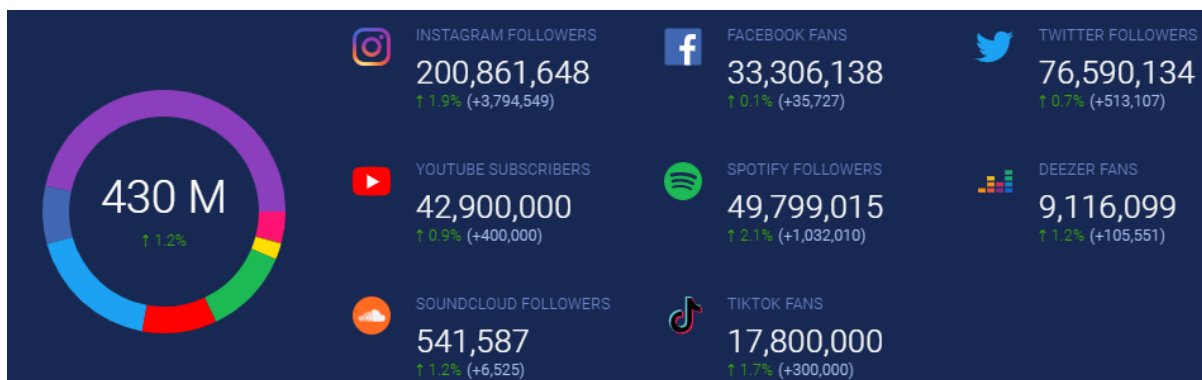 INSTAGRAM FOLLOWERS
200,861,648
↑ 1.9% (+3,794,549)
FACEBOOK FANS
33,306,138
↑ 0.1% (+35,727)
TWITTER FOLLOWERS
76,590,134
↑ 0.7% (+513,107)
430 M
↑ 1.2%
YOUTUBE SUBSCRIBERS
42,900,000
↑ 0.9% (+400,000)
SPOTIFY FOLLOWERS
49,799,015
↑ 2.1% (+1,032,010)
DEEZER FANS
9,116,099
↑ 1.2% (+105,551)
SOUNDCLOUD FOLLOWERS
541,587
↑ 1.2% (+6,525)
TIKTOK FANS
17,800,000
↑ 1.7% (+300,000)